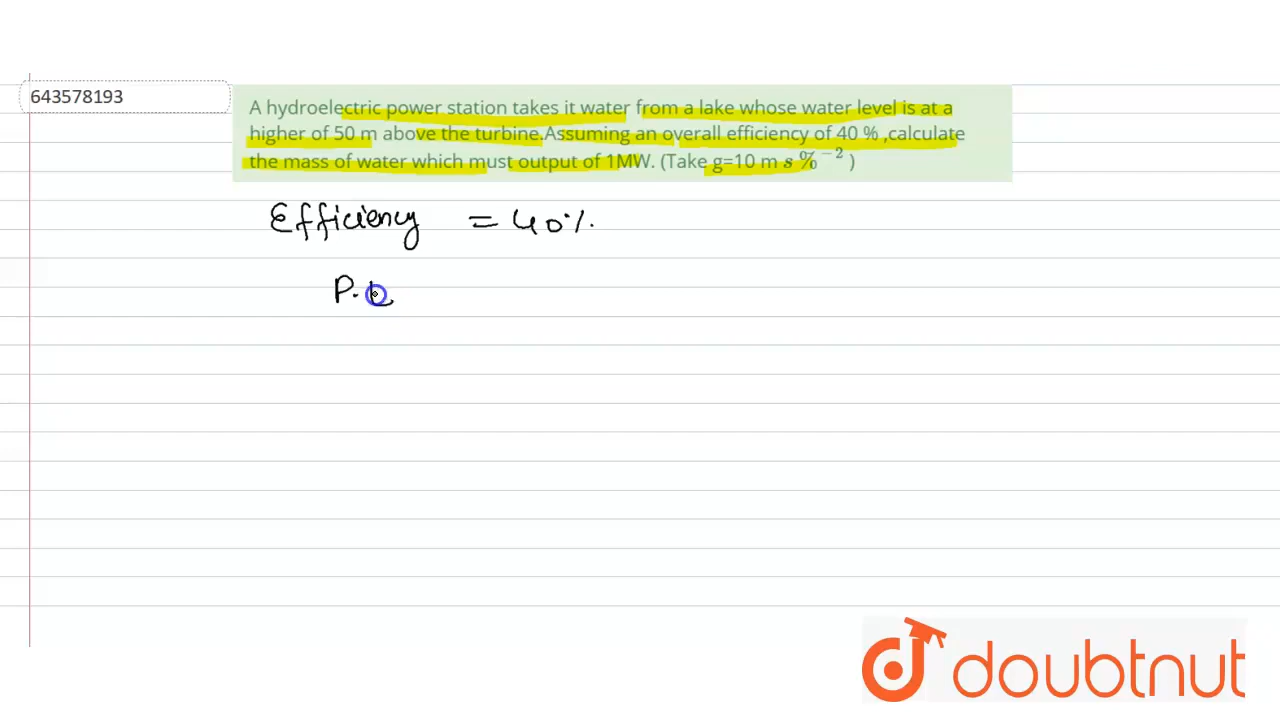 643578193
A hydroelectric power station takes it water from a lake whose water level is at a
higher of 50 m above the turbine.Assuming an overall efficiency of 40 % ,calculate
the mass of water which must output of 1MW. (Take g=10 m s%⁻² )
Efficiency = 40%.
P.
doubtnut